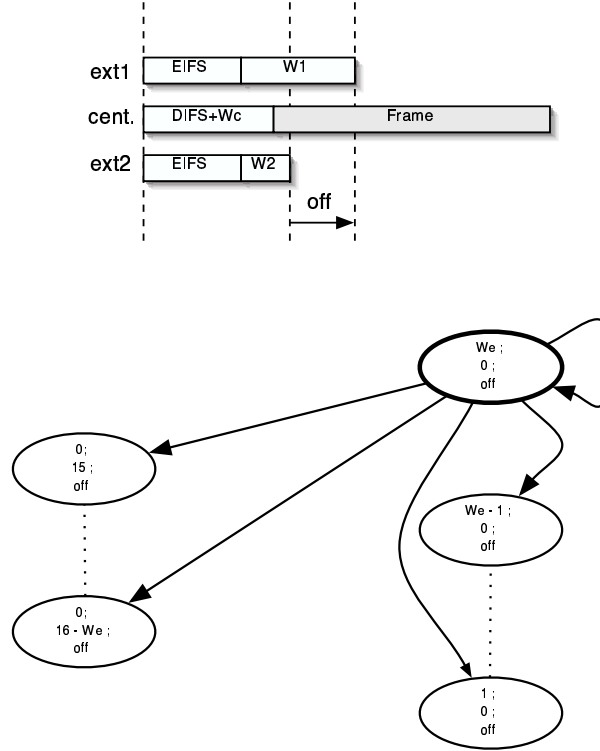 ext1 EIFS W1
cent. DIFS+Wc Frame
ext2 EIFS W2
off
We ;
0 ;
off
0;
15 ;
off
We - 1 ;
0 ;
off
0;
16 - We ;
off
1 ;
0 ;
off